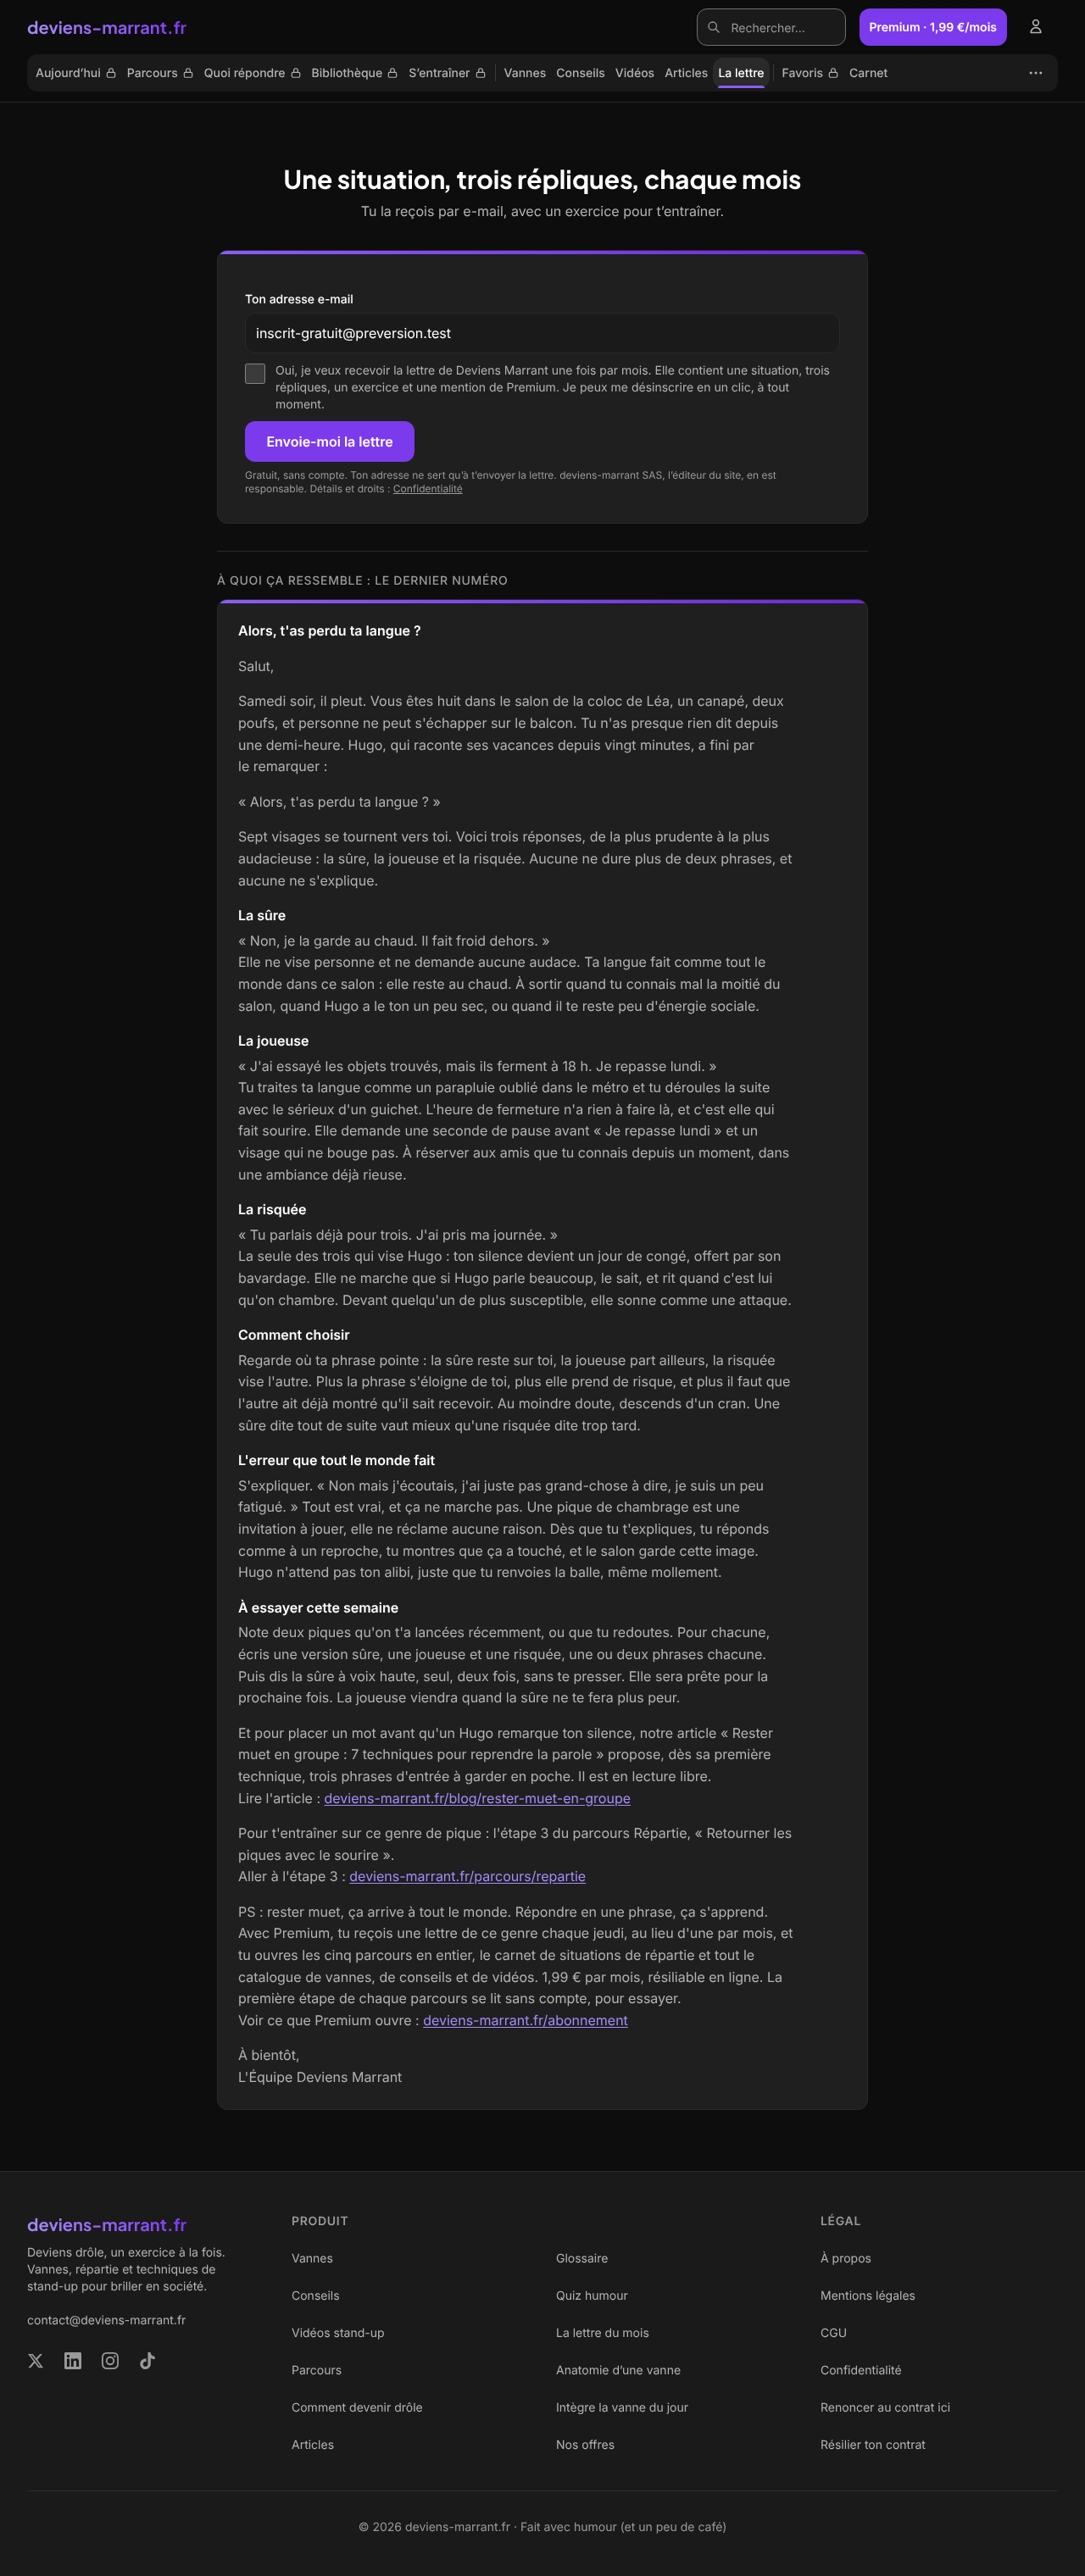 deviens-marrant.fr
Rechercher...
Premium · 1,99 €/mois
Aujourd’hui
Parcours
Quoi répondre
Bibliothèque
S’entraîner
Vannes
Conseils
Vidéos
Articles
La lettre
Favoris
Carnet
Une situation, trois répliques, chaque mois
Tu la reçois par e-mail, avec un exercice pour t’entraîner.
Ton adresse e-mail
inscrit-gratuit@preversion.test
Oui, je veux recevoir la lettre de Deviens Marrant une fois par mois. Elle contient une situation, trois
répliques, un exercice et une mention de Premium. Je peux me désinscrire en un clic, à tout
moment.
Envoie-moi la lettre
Gratuit, sans compte. Ton adresse ne sert qu’à t’envoyer la lettre. deviens-marrant SAS, l’éditeur du site, en est
responsable. Détails et droits : Confidentialité
À QUOI ÇA RESSEMBLE : LE DERNIER NUMÉRO
Alors, t'as perdu ta langue ?
Salut,
Samedi soir, il pleut. Vous êtes huit dans le salon de la coloc de Léa, un canapé, deux
poufs, et personne ne peut s'échapper sur le balcon. Tu n'as presque rien dit depuis
une demi-heure. Hugo, qui raconte ses vacances depuis vingt minutes, a fini par
le remarquer :
« Alors, t'as perdu ta langue ? »
Sept visages se tournent vers toi. Voici trois réponses, de la plus prudente à la plus
audacieuse : la sûre, la joueuse et la risquée. Aucune ne dure plus de deux phrases, et
aucune ne s'explique.
La sûre
« Non, je la garde au chaud. Il fait froid dehors. »
Elle ne vise personne et ne demande aucune audace. Ta langue fait comme tout le
monde dans ce salon : elle reste au chaud. À sortir quand tu connais mal la moitié du
salon, quand Hugo a le ton un peu sec, ou quand il te reste peu d'énergie sociale.
La joueuse
« J'ai essayé les objets trouvés, mais ils ferment à 18 h. Je repasse lundi. »
Tu traites ta langue comme un parapluie oublié dans le métro et tu déroules la suite
avec le sérieux d'un guichet. L'heure de fermeture n'a rien à faire là, et c'est elle qui
fait sourire. Elle demande une seconde de pause avant « Je repasse lundi » et un
visage qui ne bouge pas. À réserver aux amis que tu connais depuis un moment, dans
une ambiance déjà rieuse.
La risquée
« Tu parlais déjà pour trois. J'ai pris ma journée. »
La seule des trois qui vise Hugo : ton silence devient un jour de congé, offert par son
bavardage. Elle ne marche que si Hugo parle beaucoup, le sait, et rit quand c'est lui
qu'on chambre. Devant quelqu'un de plus susceptible, elle sonne comme une attaque.
Comment choisir
Regarde où ta phrase pointe : la sûre reste sur toi, la joueuse part ailleurs, la risquée
vise l'autre. Plus la phrase s'éloigne de toi, plus elle prend de risque, et plus il faut que
l'autre ait déjà montré qu'il sait recevoir. Au moindre doute, descends d'un cran. Une
sûre dite tout de suite vaut mieux qu'une risquée dite trop tard.
L'erreur que tout le monde fait
S'expliquer. « Non mais j'écoutais, j'ai juste pas grand-chose à dire, je suis un peu
fatigué. » Tout est vrai, et ça ne marche pas. Une pique de chambrage est une
invitation à jouer, elle ne réclame aucune raison. Dès que tu t'expliques, tu réponds
comme à un reproche, tu montres que ça a touché, et le salon garde cette image.
Hugo n'attend pas ton alibi, juste que tu renvoies la balle, même mollement.
À essayer cette semaine
Note deux piques qu'on t'a lancées récemment, ou que tu redoutes. Pour chacune,
écris une version sûre, une joueuse et une risquée, une ou deux phrases chacune.
Puis dis la sûre à voix haute, seul, deux fois, sans te presser. Elle sera prête pour la
prochaine fois. La joueuse viendra quand la sûre ne te fera plus peur.
Et pour placer un mot avant qu'un Hugo remarque ton silence, notre article « Rester
muet en groupe : 7 techniques pour reprendre la parole » propose, dès sa première
technique, trois phrases d'entrée à garder en poche. Il est en lecture libre.
Lire l'article : deviens-marrant.fr/blog/rester-muet-en-groupe
Pour t'entraîner sur ce genre de pique : l'étape 3 du parcours Répartie, « Retourner les
piques avec le sourire ».
Aller à l'étape 3 : deviens-marrant.fr/parcours/repartie
PS : rester muet, ça arrive à tout le monde. Répondre en une phrase, ça s'apprend.
Avec Premium, tu reçois une lettre de ce genre chaque jeudi, au lieu d'une par mois, et
tu ouvres les cinq parcours en entier, le carnet de situations de répartie et tout le
catalogue de vannes, de conseils et de vidéos. 1,99 € par mois, résiliable en ligne. La
première étape de chaque parcours se lit sans compte, pour essayer.
Voir ce que Premium ouvre : deviens-marrant.fr/abonnement
À bientôt,
L'Équipe Deviens Marrant
deviens-marrant.fr
Deviens drôle, un exercice à la fois.
Vannes, répartie et techniques de
stand-up pour briller en société.
contact@deviens-marrant.fr
PRODUIT
Vannes
Conseils
Vidéos stand-up
Parcours
Comment devenir drôle
Articles
Glossaire
Quiz humour
La lettre du mois
Anatomie d’une vanne
Intègre la vanne du jour
Nos offres
LÉGAL
À propos
Mentions légales
CGU
Confidentialité
Renoncer au contrat ici
Résilier ton contrat
© 2026 deviens-marrant.fr · Fait avec humour (et un peu de café)